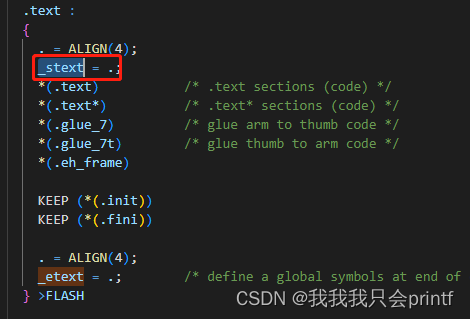 .text :
{
. = ALIGN(4);
_stext = .;
*(.text) /* .text sections (code) */
*(.text*) /* .text* sections (code) */
*(.glue_7) /* glue arm to thumb code */
*(.glue_7t) /* glue thumb to arm code */
*(.eh_frame)
KEEP (*(.init))
KEEP (*(.fini))
. = ALIGN(4);
_etext = .; /* define a global symbols at end of
} >FLASH
CSDN @我我我只会printf